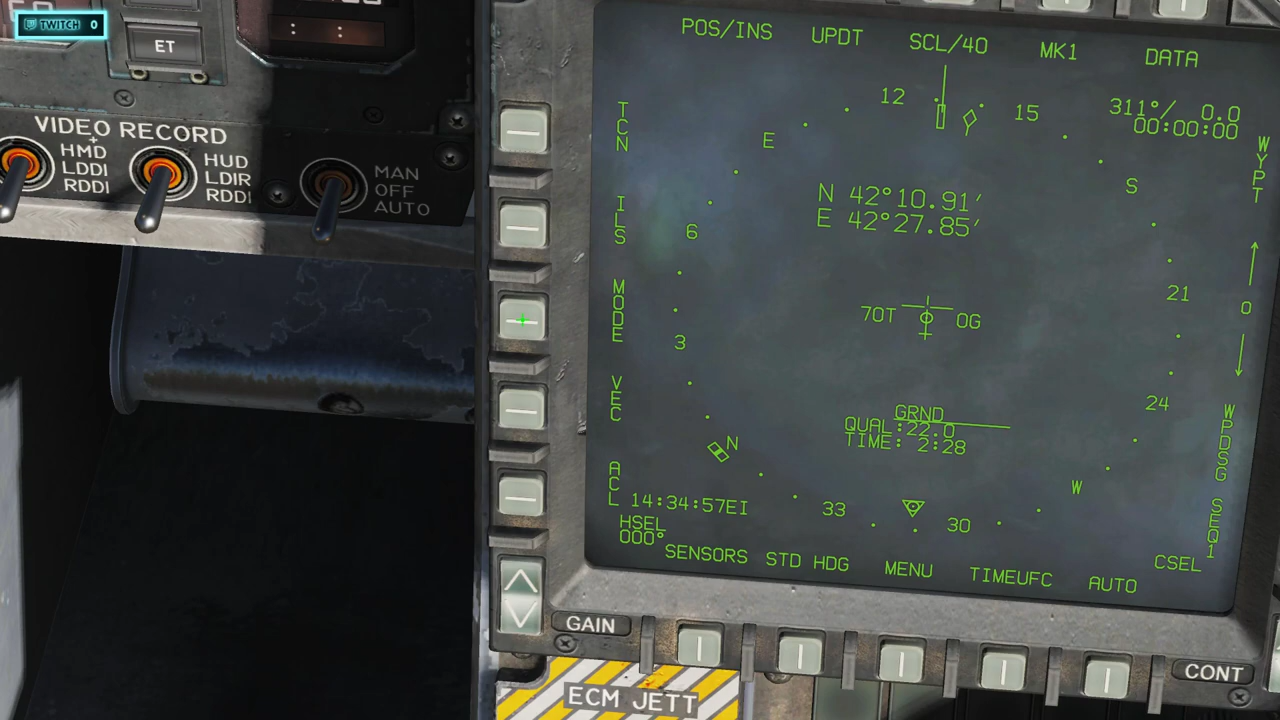 TWITCH 0
ET
VIDEO RECORD
HMD
LDDI
RDDI
HUD
LDIR
RDDI
MAN
OFF
AUTO
POS/INS UPDT SCL/40 MK1 DATA
TCN
ILS
MODE
VEC
ACL
12
15
E
S
6
21
3
24
N
W
33
30
311°/ 0.0
00:00:00
WYPT
0
WPDSG
SEQ1
N 42°10.91′
E 42°27.85′
70T
0G
GRND
QUAL:22.0
TIME: 2:28
14:34:57EI
HSEL
000°
SENSORS STD HDG MENU TIMEUFC AUTO CSEL
GAIN
CONT
ECM JETT